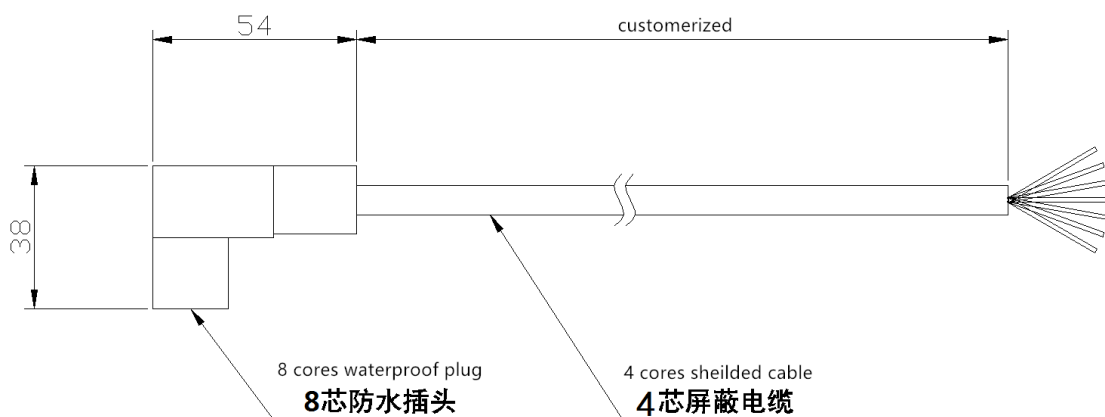 54
customerized
38
8 cores waterproof plug
8芯防水插头
4 cores sheilded cable
4芯屏蔽电缆